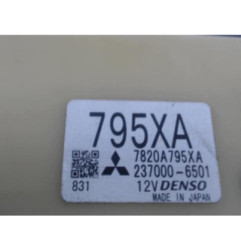 795XA
7820A795XA
237000-6501
831 12V DENSO
MADE IN JAPAN